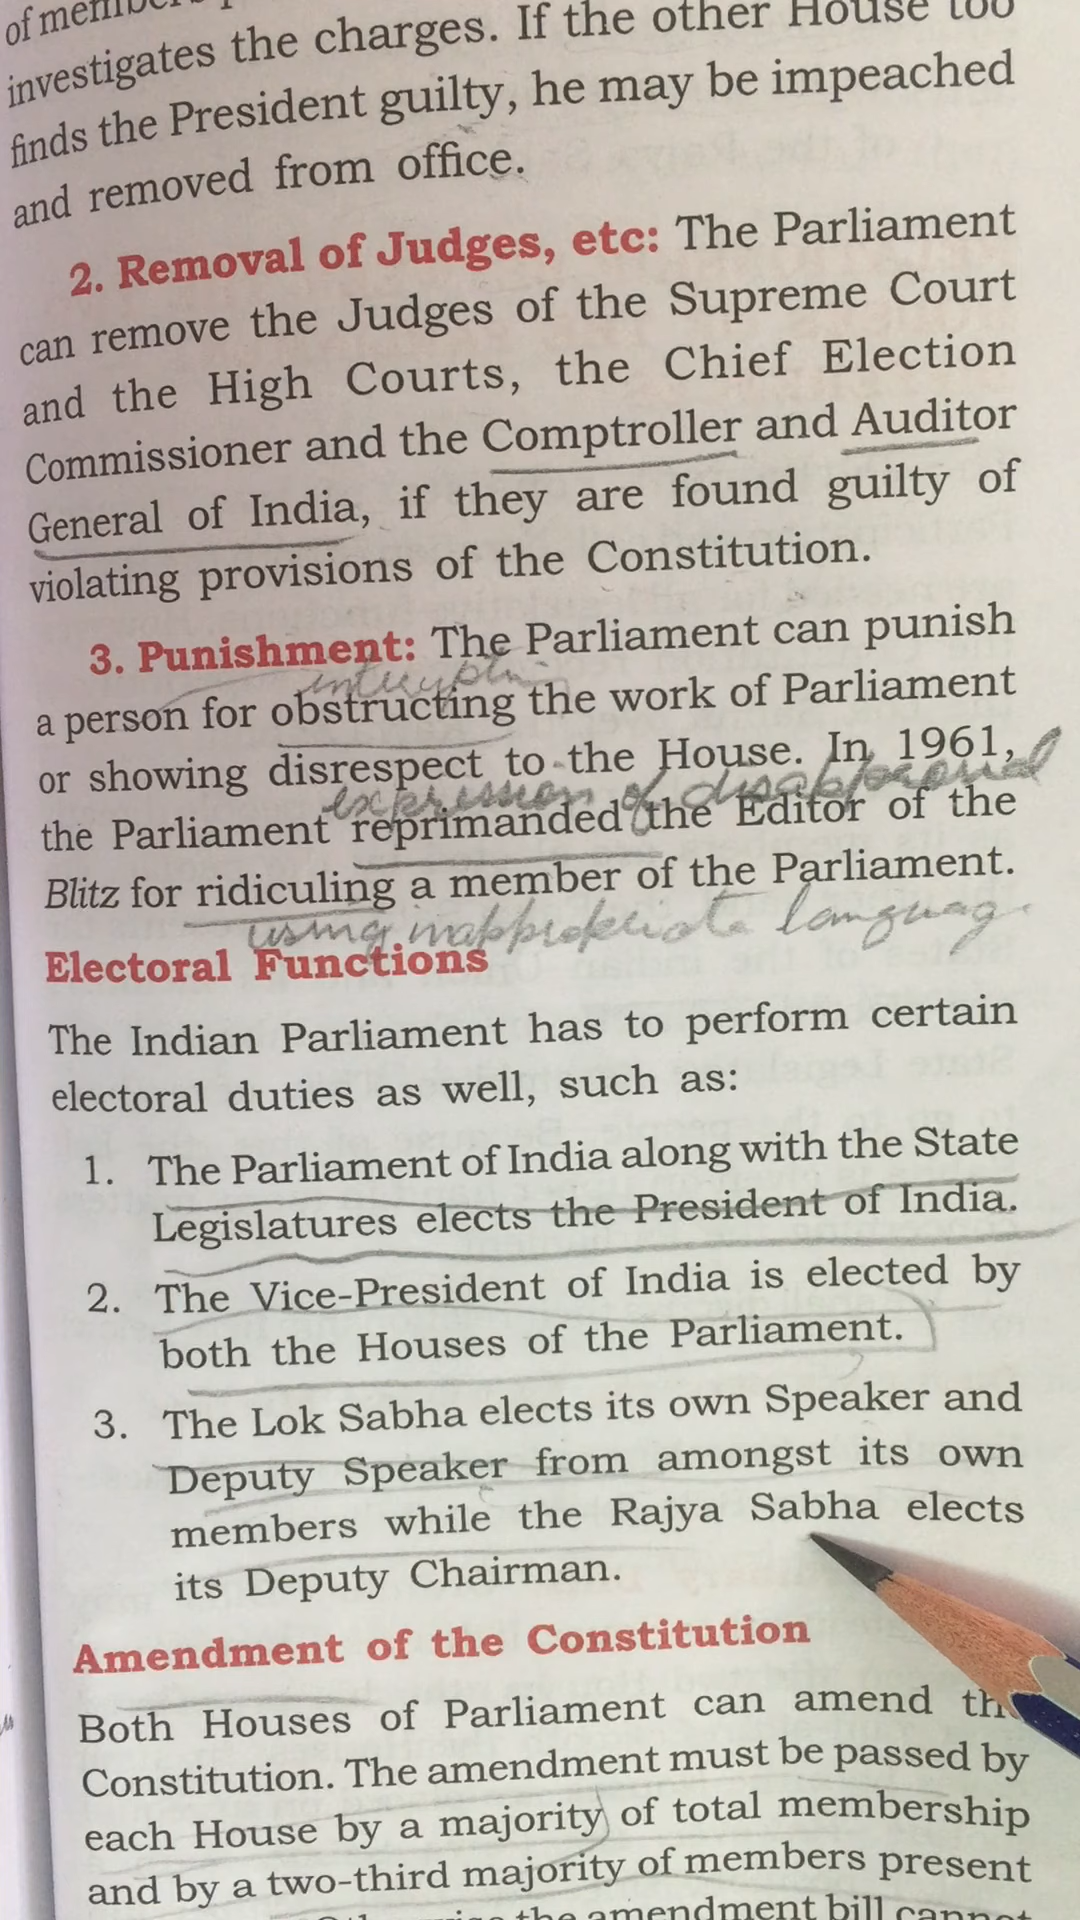 of members
investigates the charges. If the other House too
finds the President guilty, he may be impeached
and removed from office.
2. Removal of Judges, etc: The Parliament
can remove the Judges of the Supreme Court
and the High Courts, the Chief Election
Commissioner and the Comptroller and Auditor
General of India, if they are found guilty of
violating provisions of the Constitution.
3. Punishment: The Parliament can punish
a person for obstructing the work of Parliament
or showing disrespect to the House. In 1961,
expression of disapproval
the Parliament reprimanded the Editor of the
Blitz for ridiculing a member of the Parliament.
using language
Electoral Functions
The Indian Parliament has to perform certain
electoral duties as well, such as:
1. The Parliament of India along with the State
Legislatures elects the President of India.
2. The Vice-President of India is elected by
both the Houses of the Parliament.
3. The Lok Sabha elects its own Speaker and
Deputy Speaker from amongst its own
members while the Rajya Sabha elects
its Deputy Chairman.
Amendment of the Constitution
Both Houses of Parliament can amend
Constitution. The amendment must be passed by
each House by a majority of total membership
and by a two-third majority of members present
the amendment bill